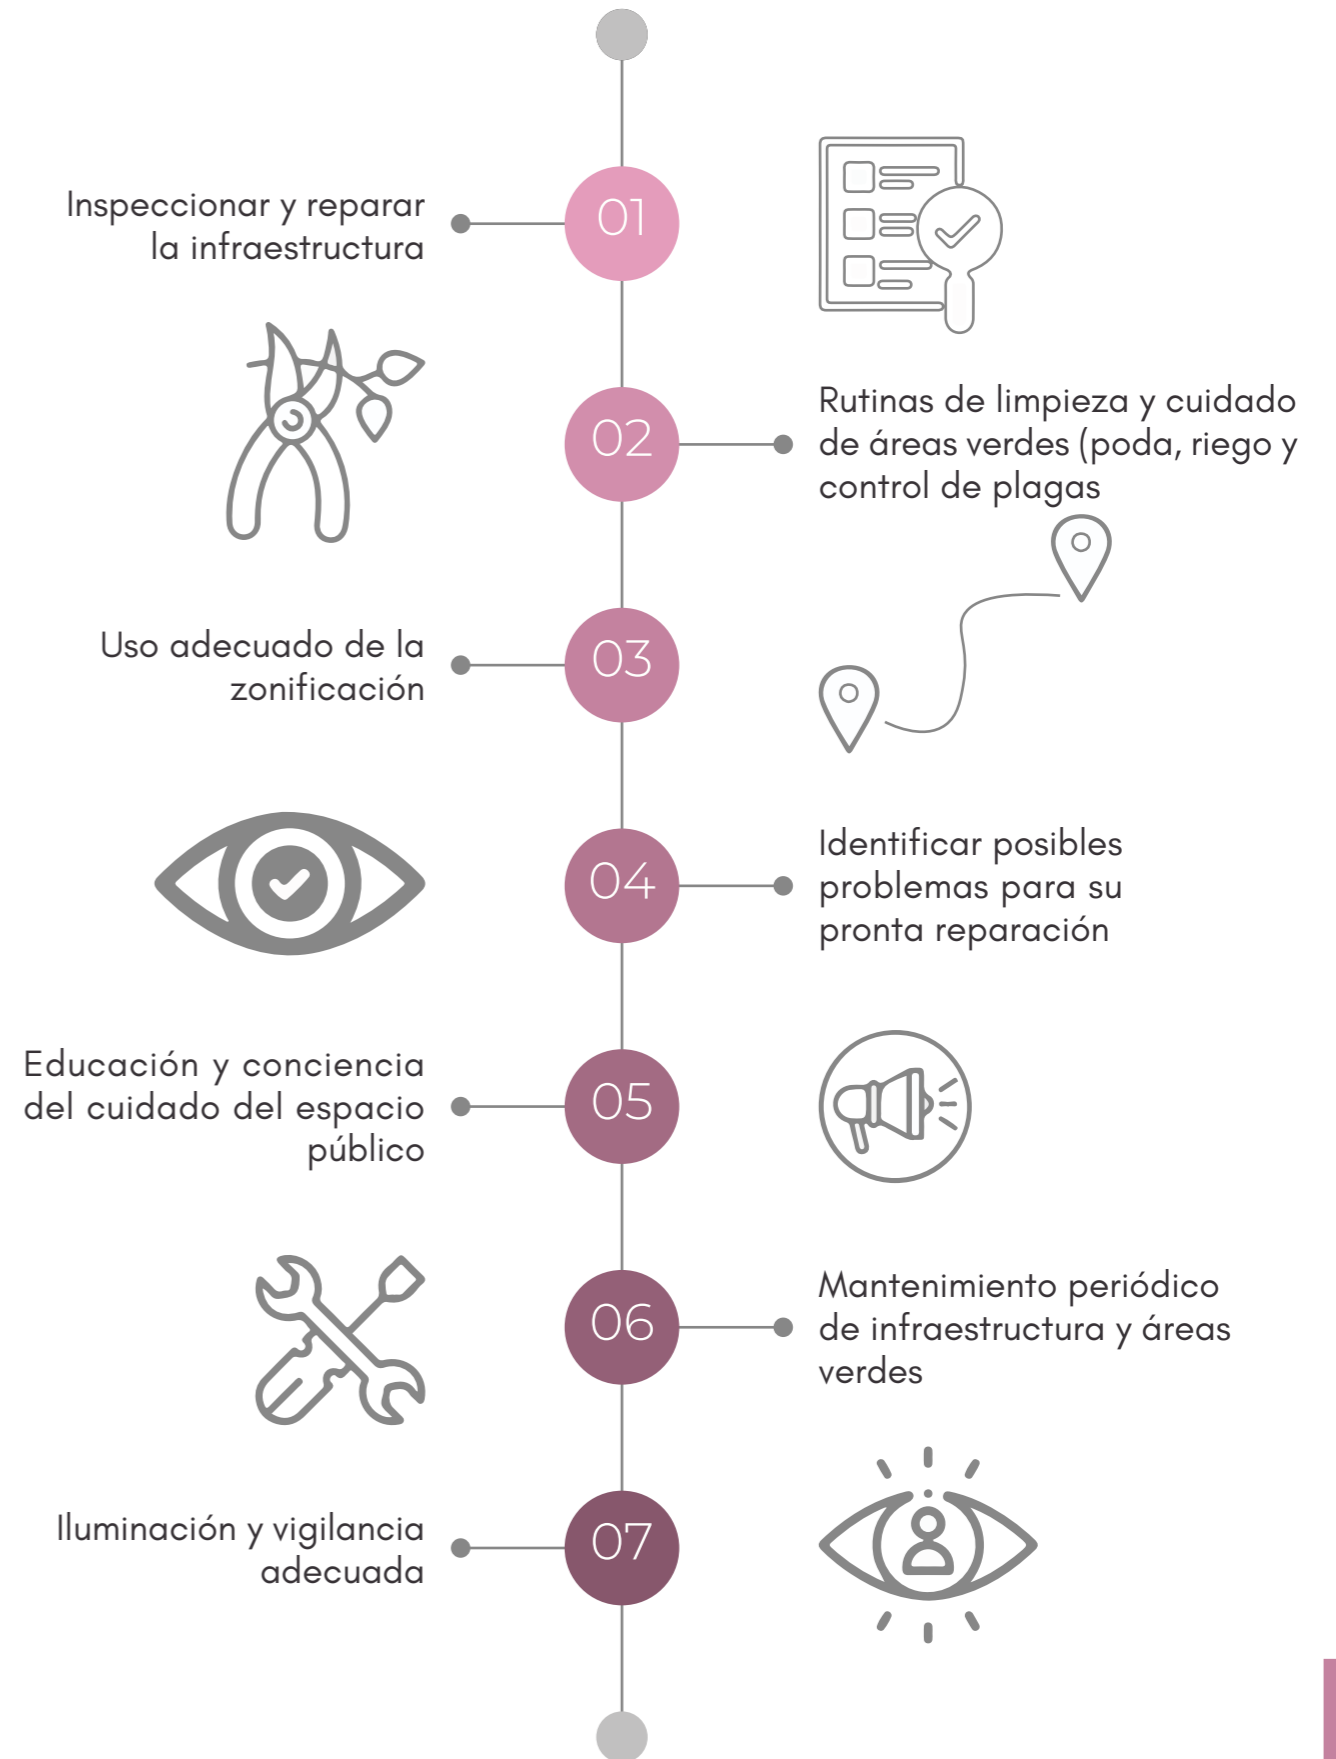 01
Inspeccionar y reparar
la infraestructura
02
Rutinas de limpieza y cuidado
de áreas verdes (poda, riego y
control de plagas
03
Uso adecuado de la
zonificación
04
Identificar posibles
problemas para su
pronta reparación
05
Educación y conciencia
del cuidado del espacio
público
06
Mantenimiento periódico
de infraestructura y áreas
verdes
07
Iluminación y vigilancia
adecuada